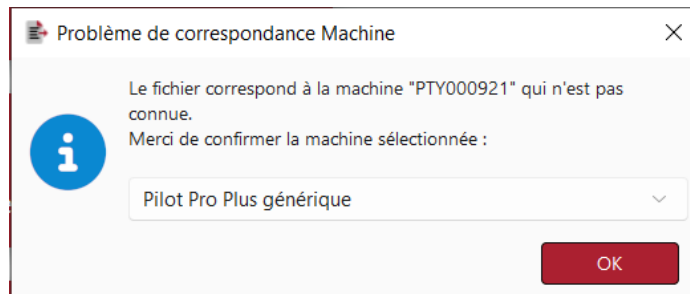 Problème de correspondance Machine
Le fichier correspond à la machine "PTY000921" qui n'est pas
connue.
Merci de confirmer la machine sélectionnée :
Pilot Pro Plus générique
OK